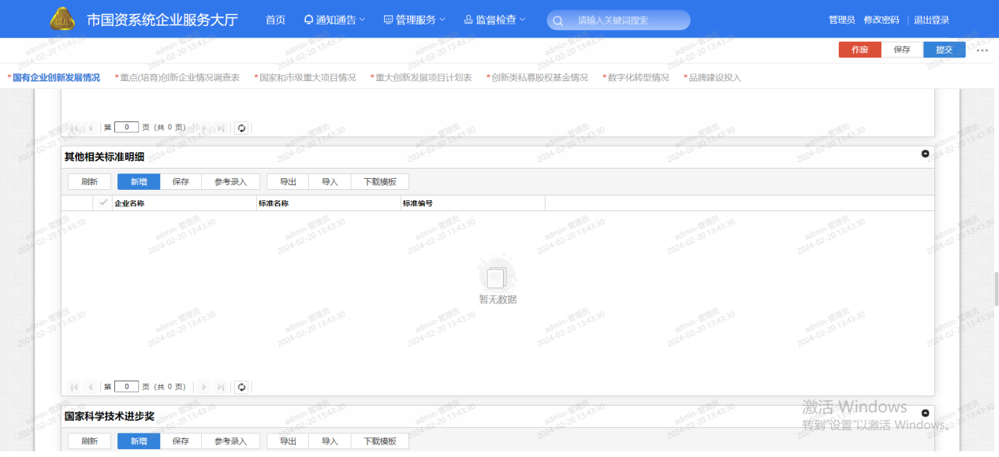 市国资系统企业服务大厅 首页 通知通告 管理服务 监督检查 请输入关键词搜索 管理员 修改密码 | 退出登录
作废 保存 提交
*国有企业创新发展情况 *重点(培育)创新企业情况调查表 *国家和市级重大项目情况 *重大创新发展项目计划表 *创新类私募股权基金情况 *数字化转型情况 *品牌建设投入
第 0 页 (共 0 页)
其他相关标准明细
刷新 新增 保存 参考录入 导出 导入 下载模板
企业名称 标准名称 标准编号
暂无数据
第 0 页 (共 0 页)
国家科学技术进步奖
刷新 新增 保存 参考录入 导出 导入 下载模板
激活 Windows
转到"设置"以激活 Windows。
admin-管理员
2024-02-20 13:43:30